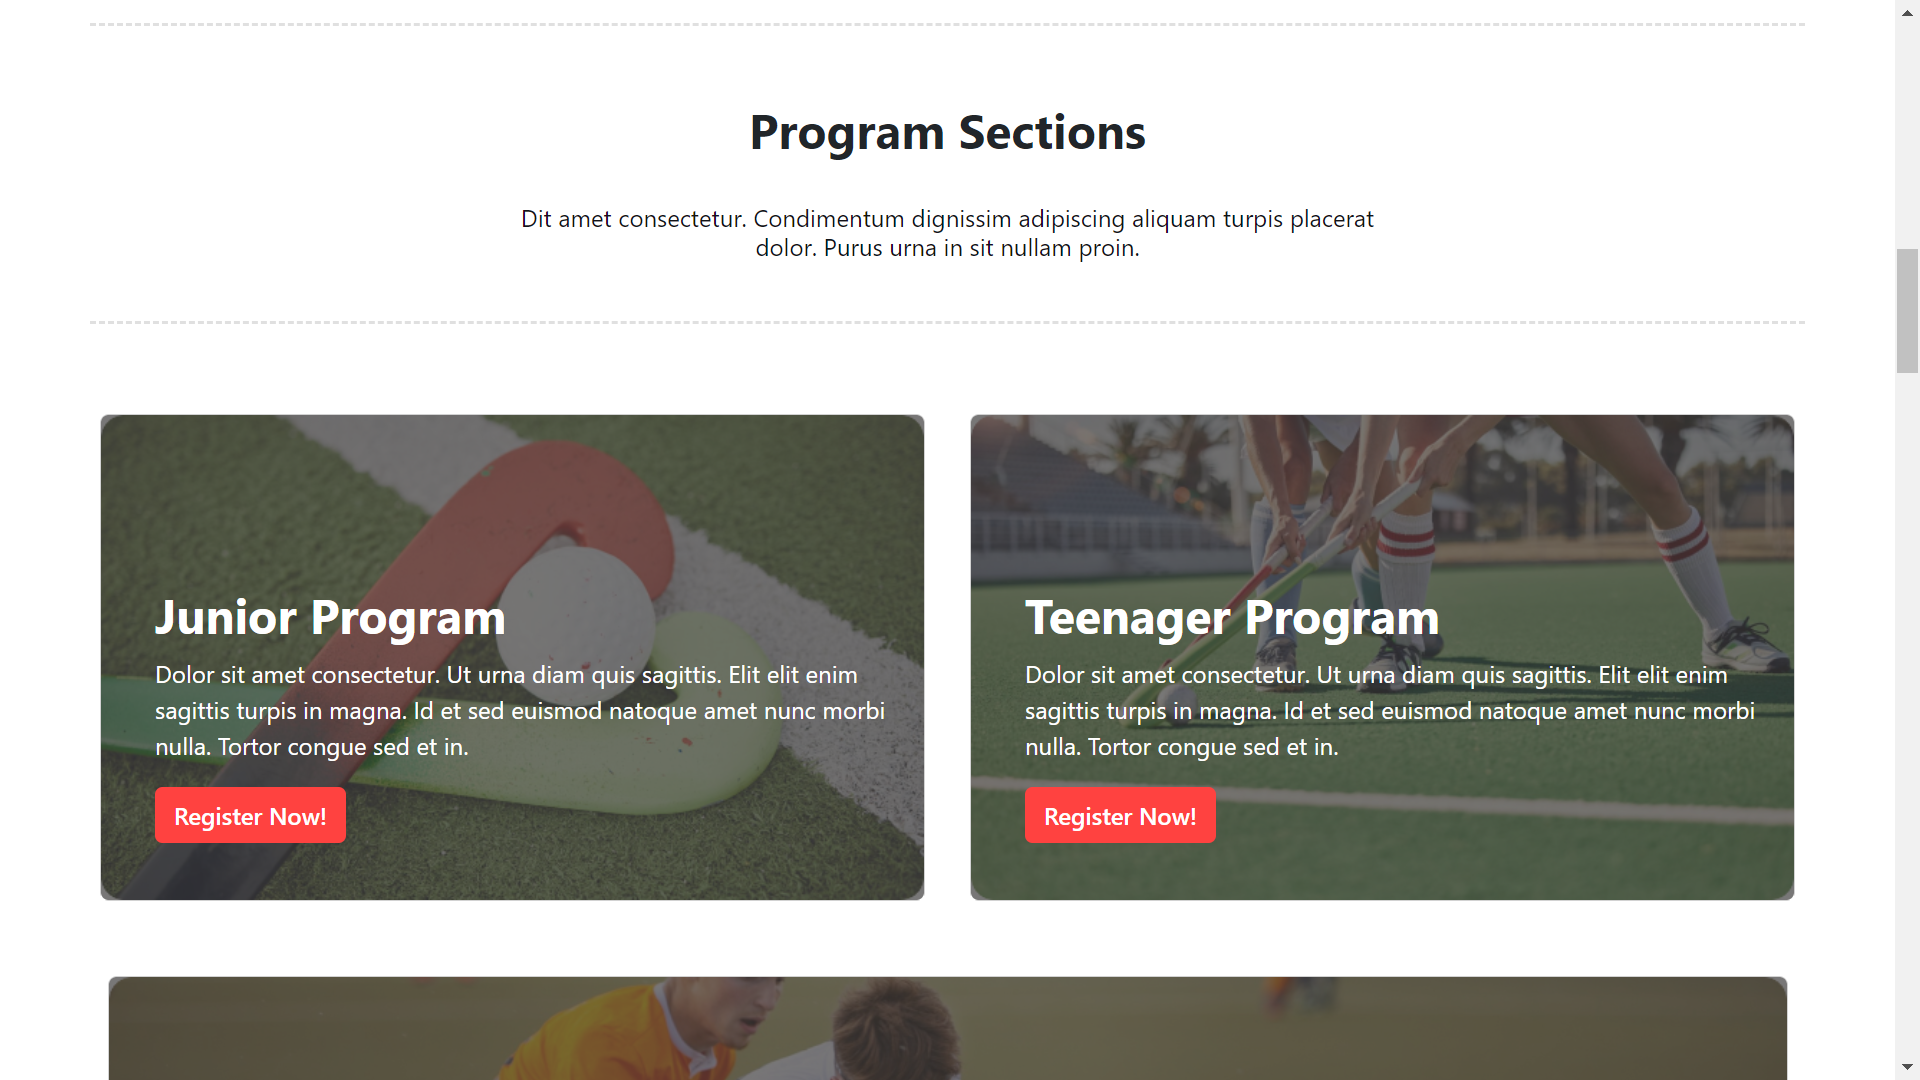 Program Sections
Dit amet consectetur. Condimentum dignissim adipiscing aliquam turpis placerat
dolor. Purus urna in sit nullam proin.
Junior Program
Dolor sit amet consectetur. Ut urna diam quis sagittis. Elit elit enim
sagittis turpis in magna. Id et sed euismod natoque amet nunc morbi
nulla. Tortor congue sed et in.
Register Now!
Teenager Program
Dolor sit amet consectetur. Ut urna diam quis sagittis. Elit elit enim
sagittis turpis in magna. Id et sed euismod natoque amet nunc morbi
nulla. Tortor congue sed et in.
Register Now!